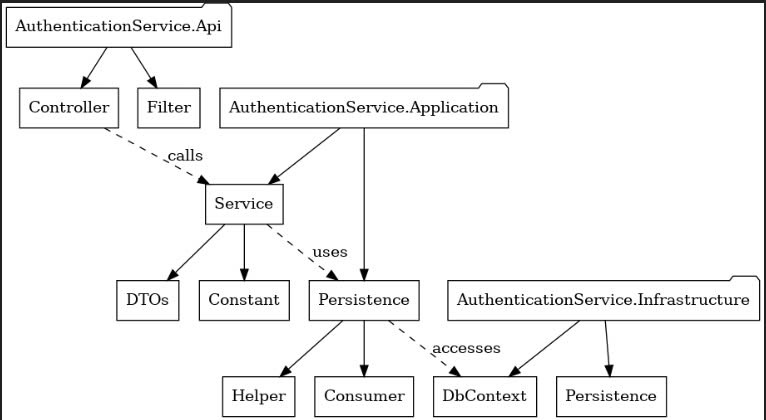 AuthenticationService.Api
Controller
Filter
AuthenticationService.Application
calls
Service
uses
DTOs
Constant
Persistence
AuthenticationService.Infrastructure
accesses
Helper
Consumer
DbContext
Persistence